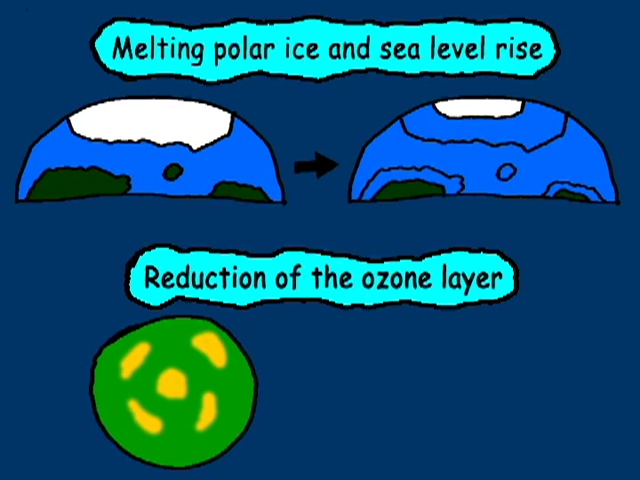 Melting polar ice and sea level rise
Reduction of the ozone layer